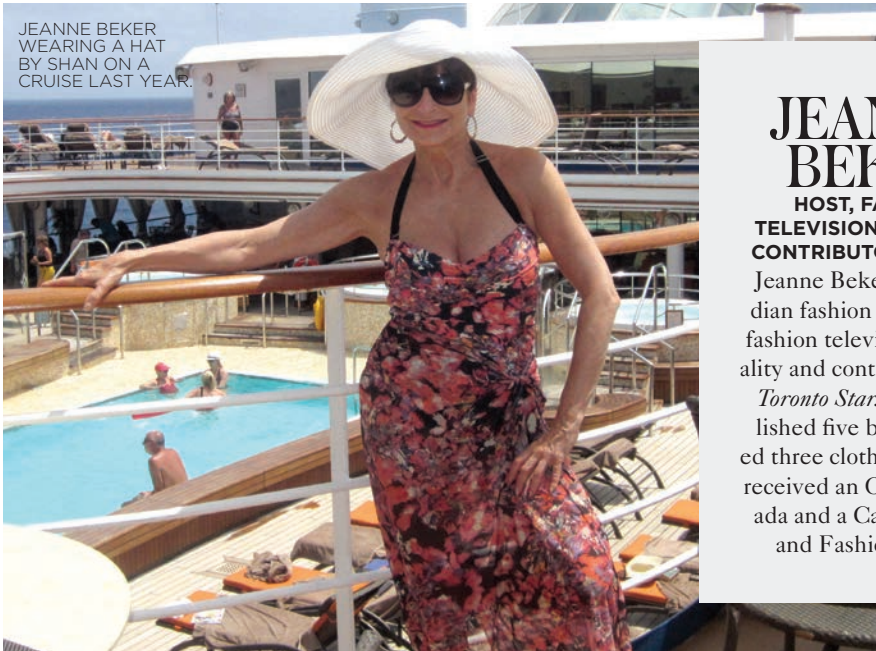 JEANNE BEKER
WEARING A HAT
BY SHAN ON A
CRUISE LAST YEAR.
JEAN
BEK
HOST, FA
TELEVISION
CONTRIBUTO
Jeanne Beke
dian fashion
fashion televi
ality and cont
Toronto Star.
lished five b
ed three cloth
received an O
ada and a Ca
and Fashi